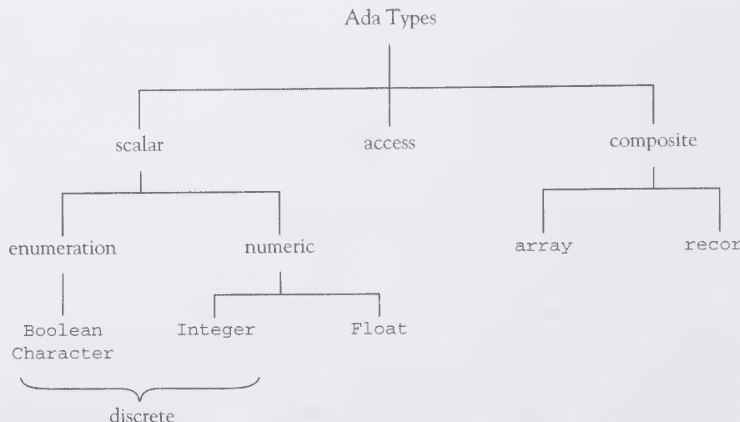 Ada Types
scalar access composite
enumeration numeric array recor
Boolean Integer Float
Character
discrete